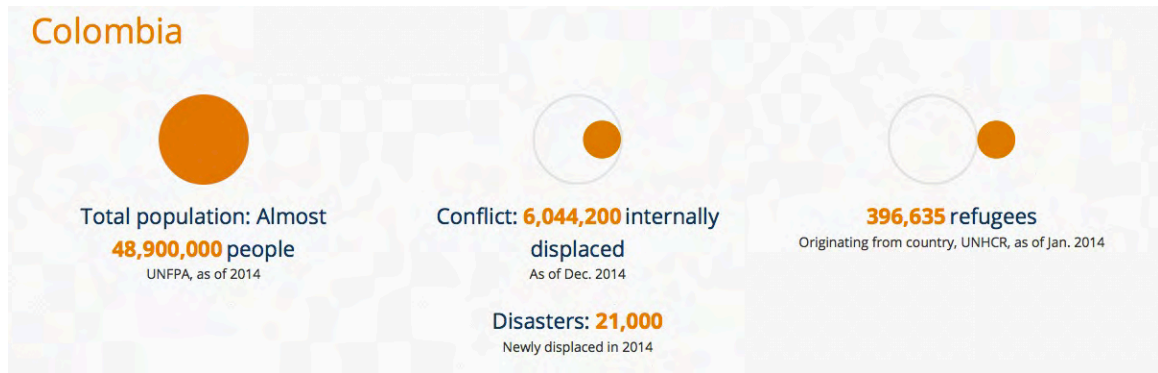 Colombia
Total population: Almost
48,900,000 people
UNFPA, as of 2014
Conflict: 6,044,200 internally
displaced
As of Dec. 2014
Disasters: 21,000
Newly displaced in 2014
396,635 refugees
Originating from country, UNHCR, as of Jan. 2014